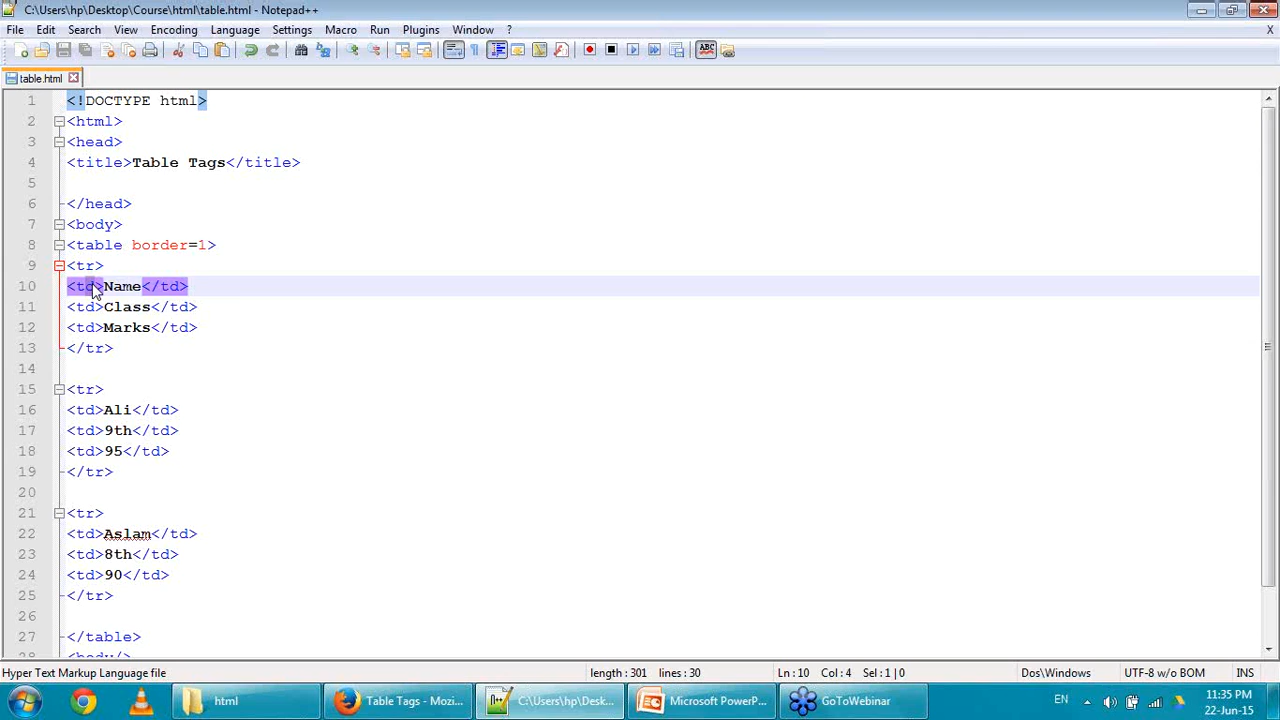 C:\Users\hp\Desktop\Course\html\table.html - Notepad++
File Edit Search View Encoding Language Settings Macro Run Plugins Window ? X
ABC
table.html
1 <!DOCTYPE html>
2 <html>
3 <head>
4 <title>Table Tags</title>
5
6 </head>
7 <body>
8 <table border=1>
9 <tr>
10 <td>Name</td>
11 <td>Class</td>
12 <td>Marks</td>
13 </tr>
14
15 <tr>
16 <td>Ali</td>
17 <td>9th</td>
18 <td>95</td>
19 </tr>
20
21 <tr>
22 <td>Aslam</td>
23 <td>8th</td>
24 <td>90</td>
25 </tr>
26
27 </table>
<body/>
Hyper Text Markup Language file length : 301 lines : 30 Ln : 10 Col : 4 Sel : 1 | 0 Dos\Windows UTF-8 w/o BOM INS
html Table Tags - Mozi... C:\Users\hp\Desk... Microsoft PowerP... GoToWebinar EN 11:35 PM
22-Jun-15